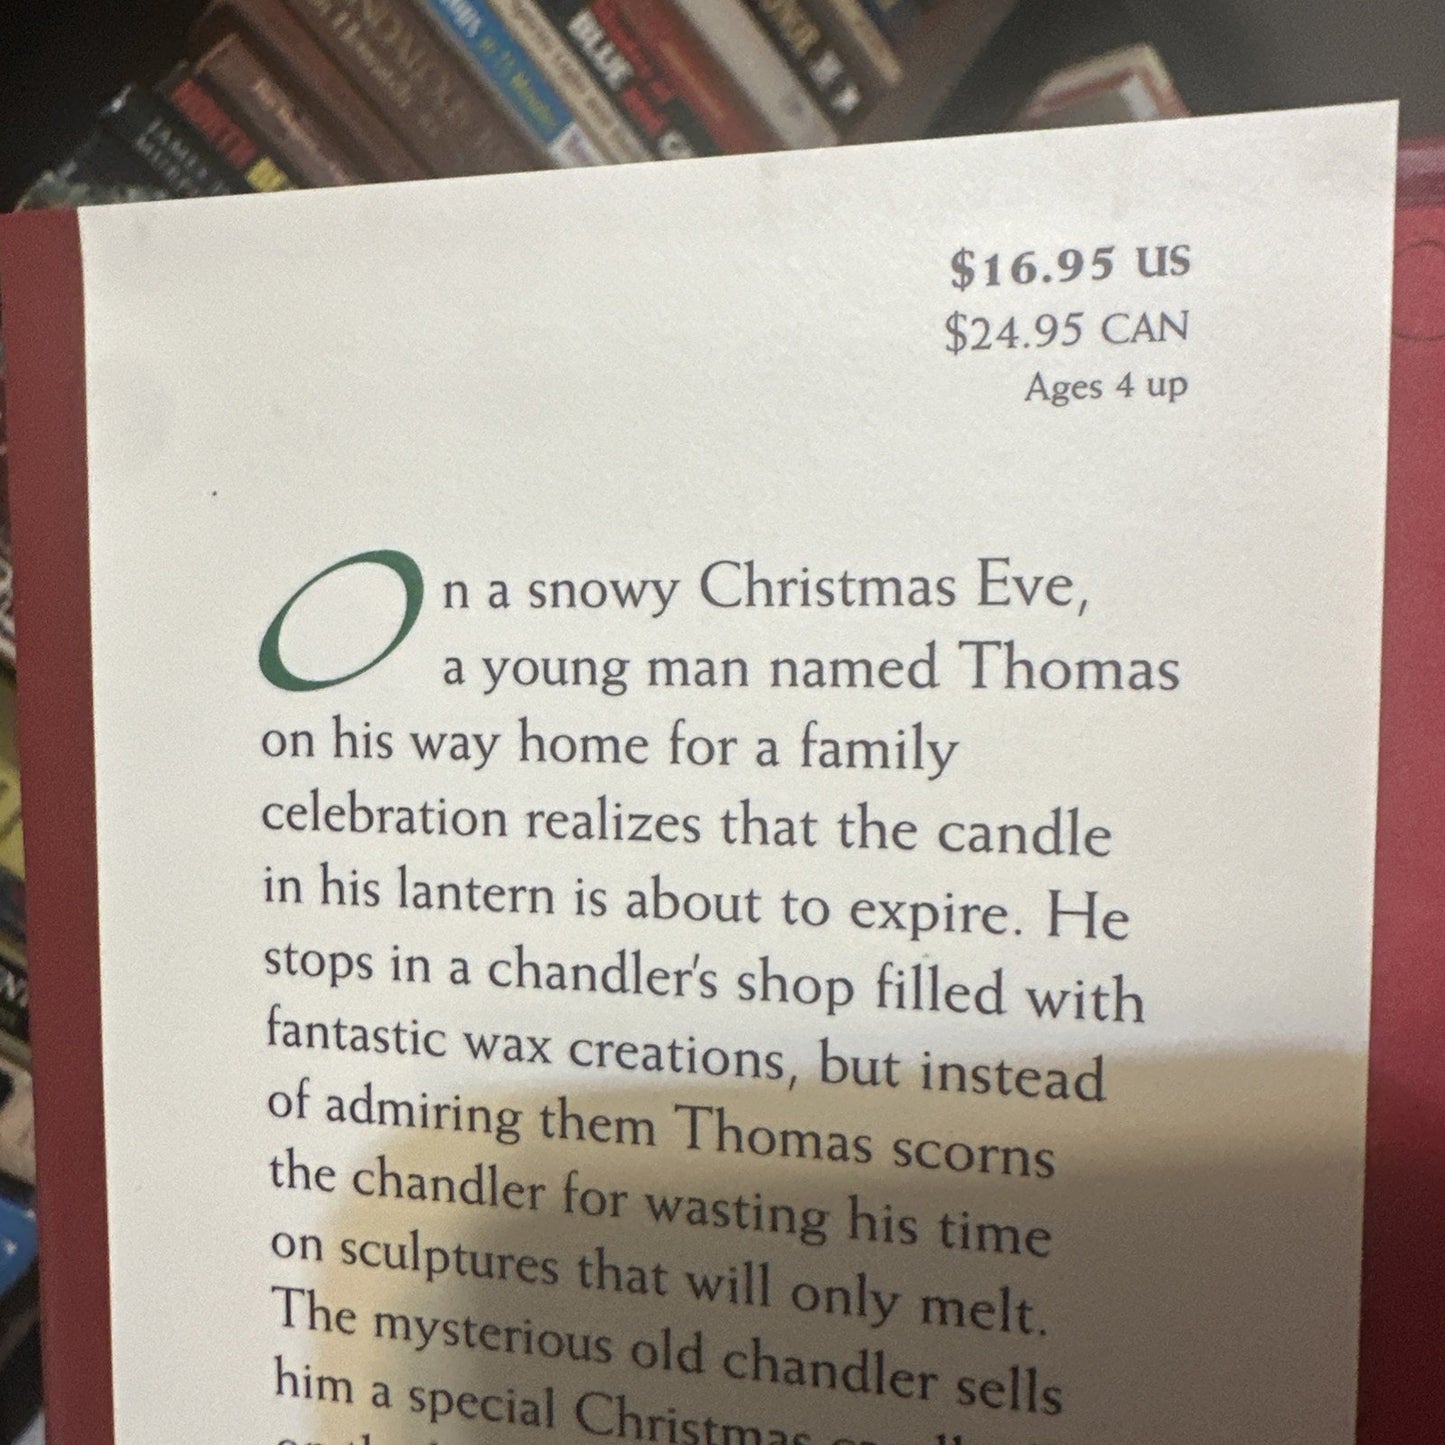 BLUE
$16.95 US
$24.95 CAN
Ages 4 up
On a snowy Christmas Eve,
a young man named Thomas
on his way home for a family
celebration realizes that the candle
in his lantern is about to expire. He
stops in a chandler's shop filled with
fantastic wax creations, but instead
of admiring them Thomas scorns
the chandler for wasting his time
on sculptures that will only melt.
The mysterious old chandler sells
him a special Christmas